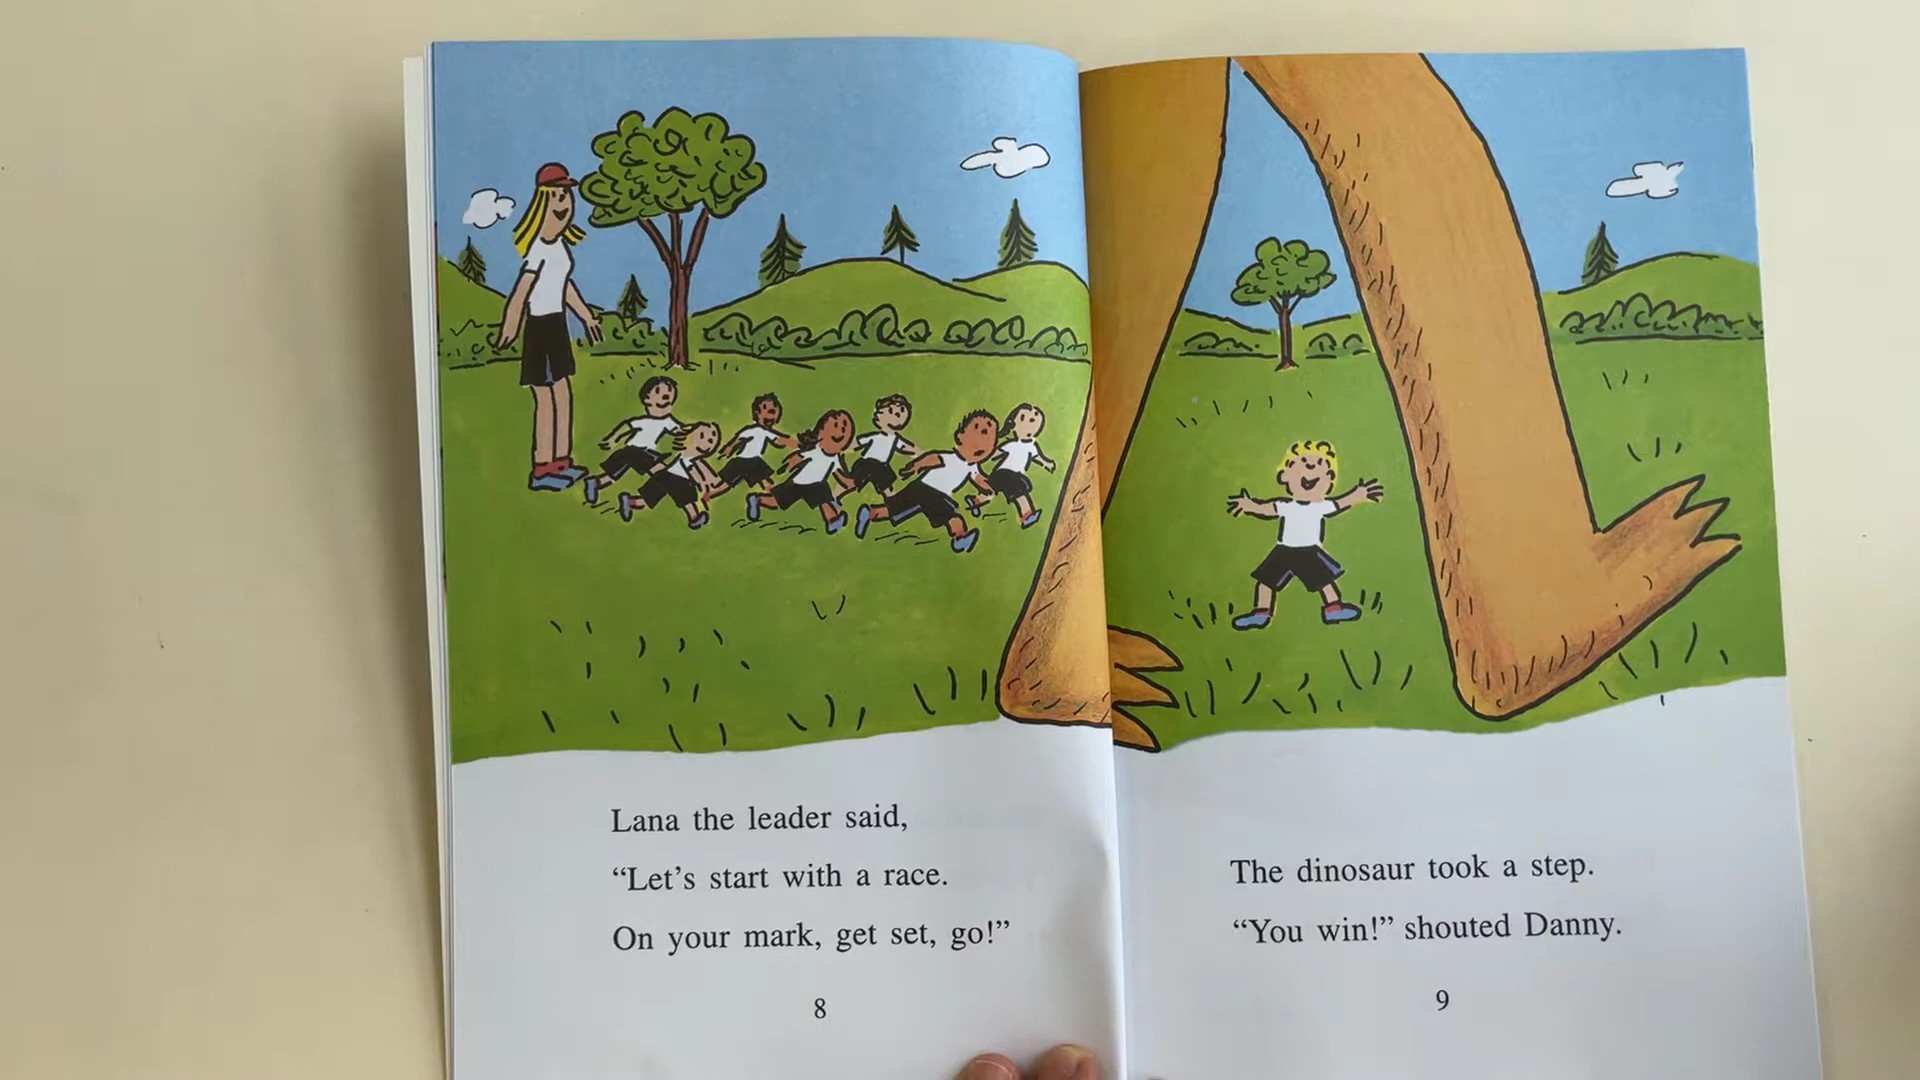 Lana the leader said,
“Let’s start with a race.
On your mark, get set, go!”
8
The dinosaur took a step.
“You win!” shouted Danny.
9